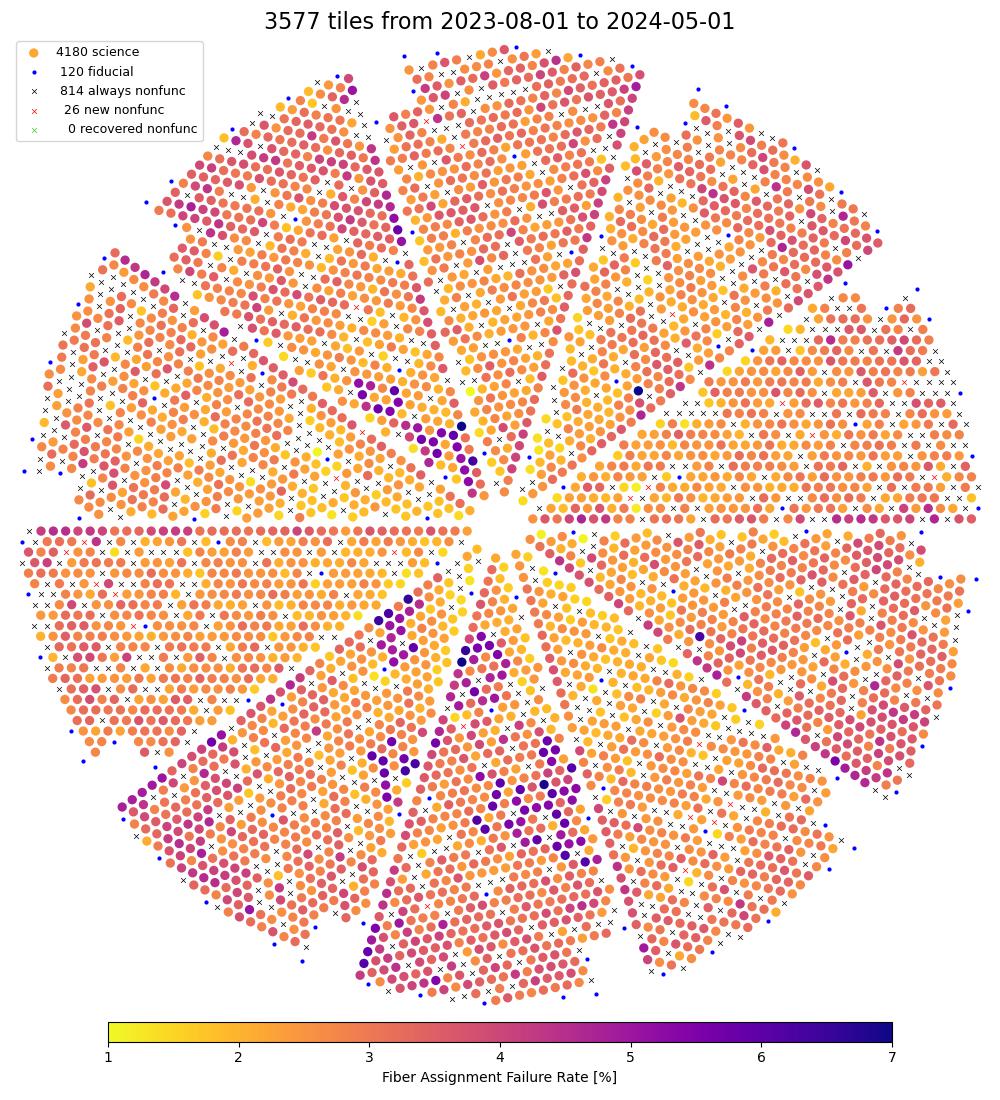 3577 tiles from 2023-08-01 to 2024-05-01
4180 science
120 fiducial
814 always nonfunc
26 new nonfunc
0 recovered nonfunc
1 2 3 4 5 6 7
Fiber Assignment Failure Rate [%]